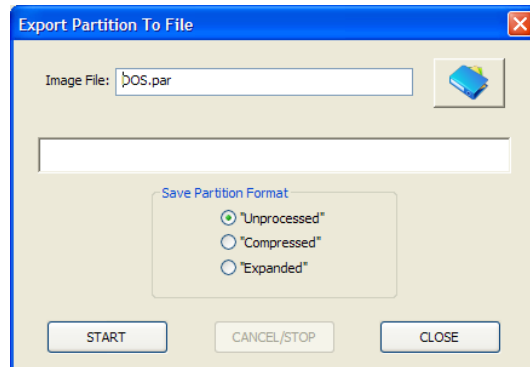 Export Partition To File
Image File: DOS.par
Save Partition Format
"Unprocessed"
"Compressed"
"Expanded"
START CANCEL/STOP CLOSE